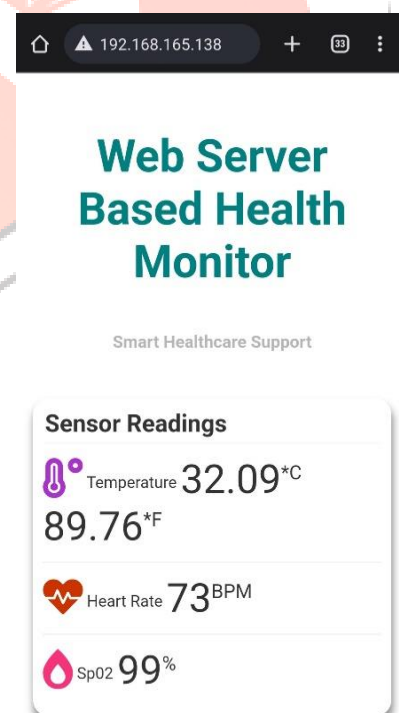 192.168.165.138
33
Web Server
Based Health
Monitor
Smart Healthcare Support
Sensor Readings
Temperature 32.09*C
89.76*F
Heart Rate 73BPM
Sp02 99%